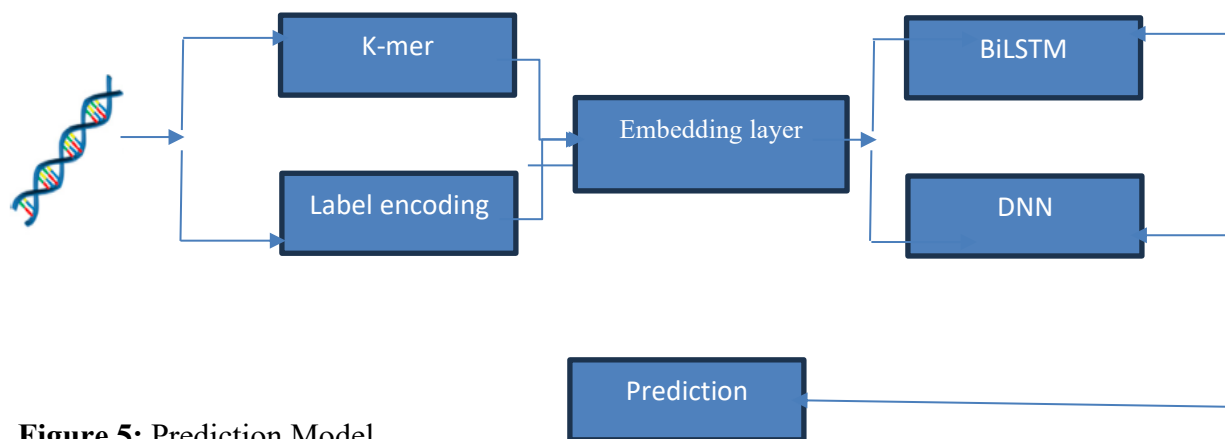 K-mer
BiLSTM
Embedding layer
Label encoding
DNN
Prediction
Figure 5: Prediction Model